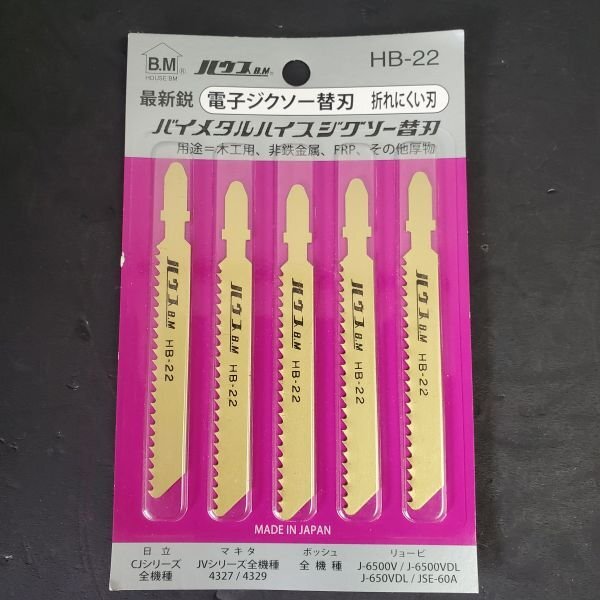 B.M®
HOUSE BM
ハウスB.M®
HB-22
最新鋭 電子ジクソー替刃 折れにくい刃
バイメタルハイスジグソー替刃
用途=木工用、非鉄金属、FRP、その他厚物
ハウスB.M HB-22
ハウスB.M HB-22
ハウスB.M HB-22
ハウスB.M HB-22
ハウスB.M HB-22
MADE IN JAPAN
日立
CJシリーズ
全機種
マキタ
JVシリーズ全機種
4327 / 4329
ボッシュ
全機種
リョービ
J-6500V / J-6500VDL
J-650VDL / JSE-60A